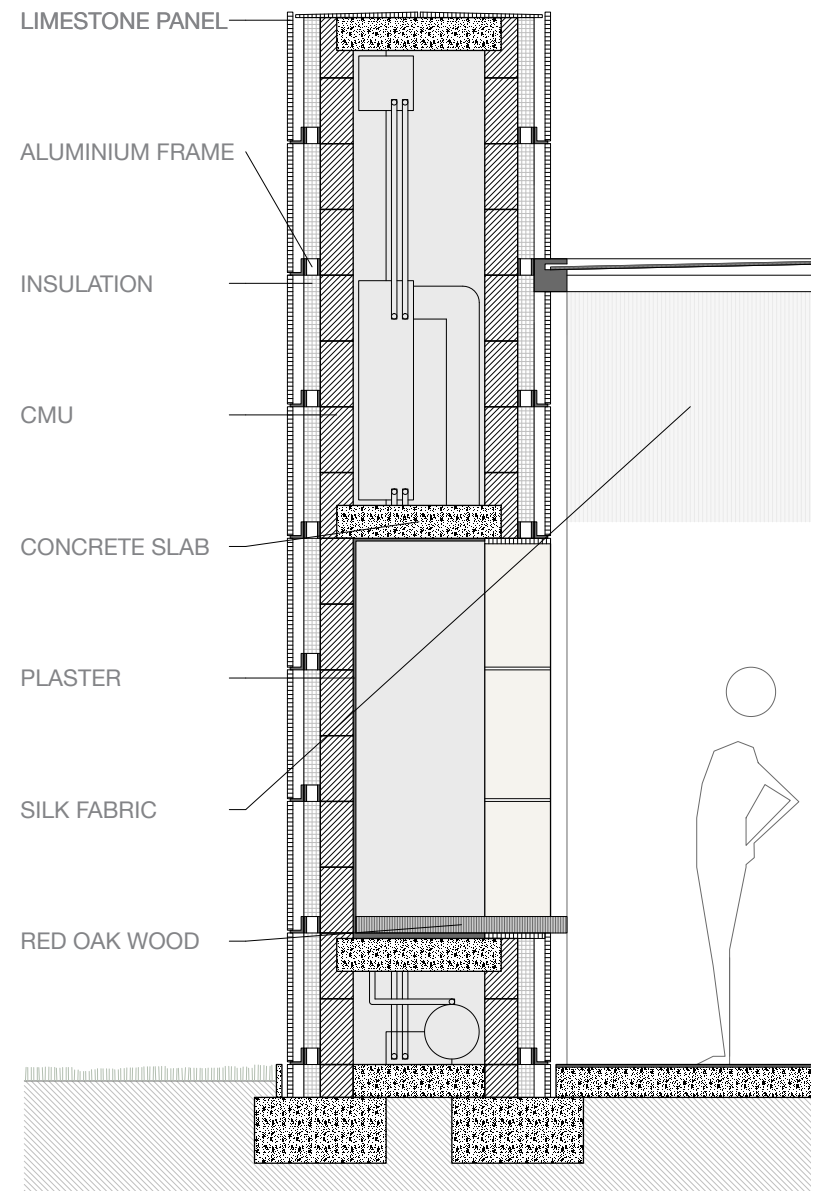 LIMESTONE PANEL
ALUMINIUM FRAME
INSULATION
CMU
CONCRETE SLAB
PLASTER
SILK FABRIC
RED OAK WOOD